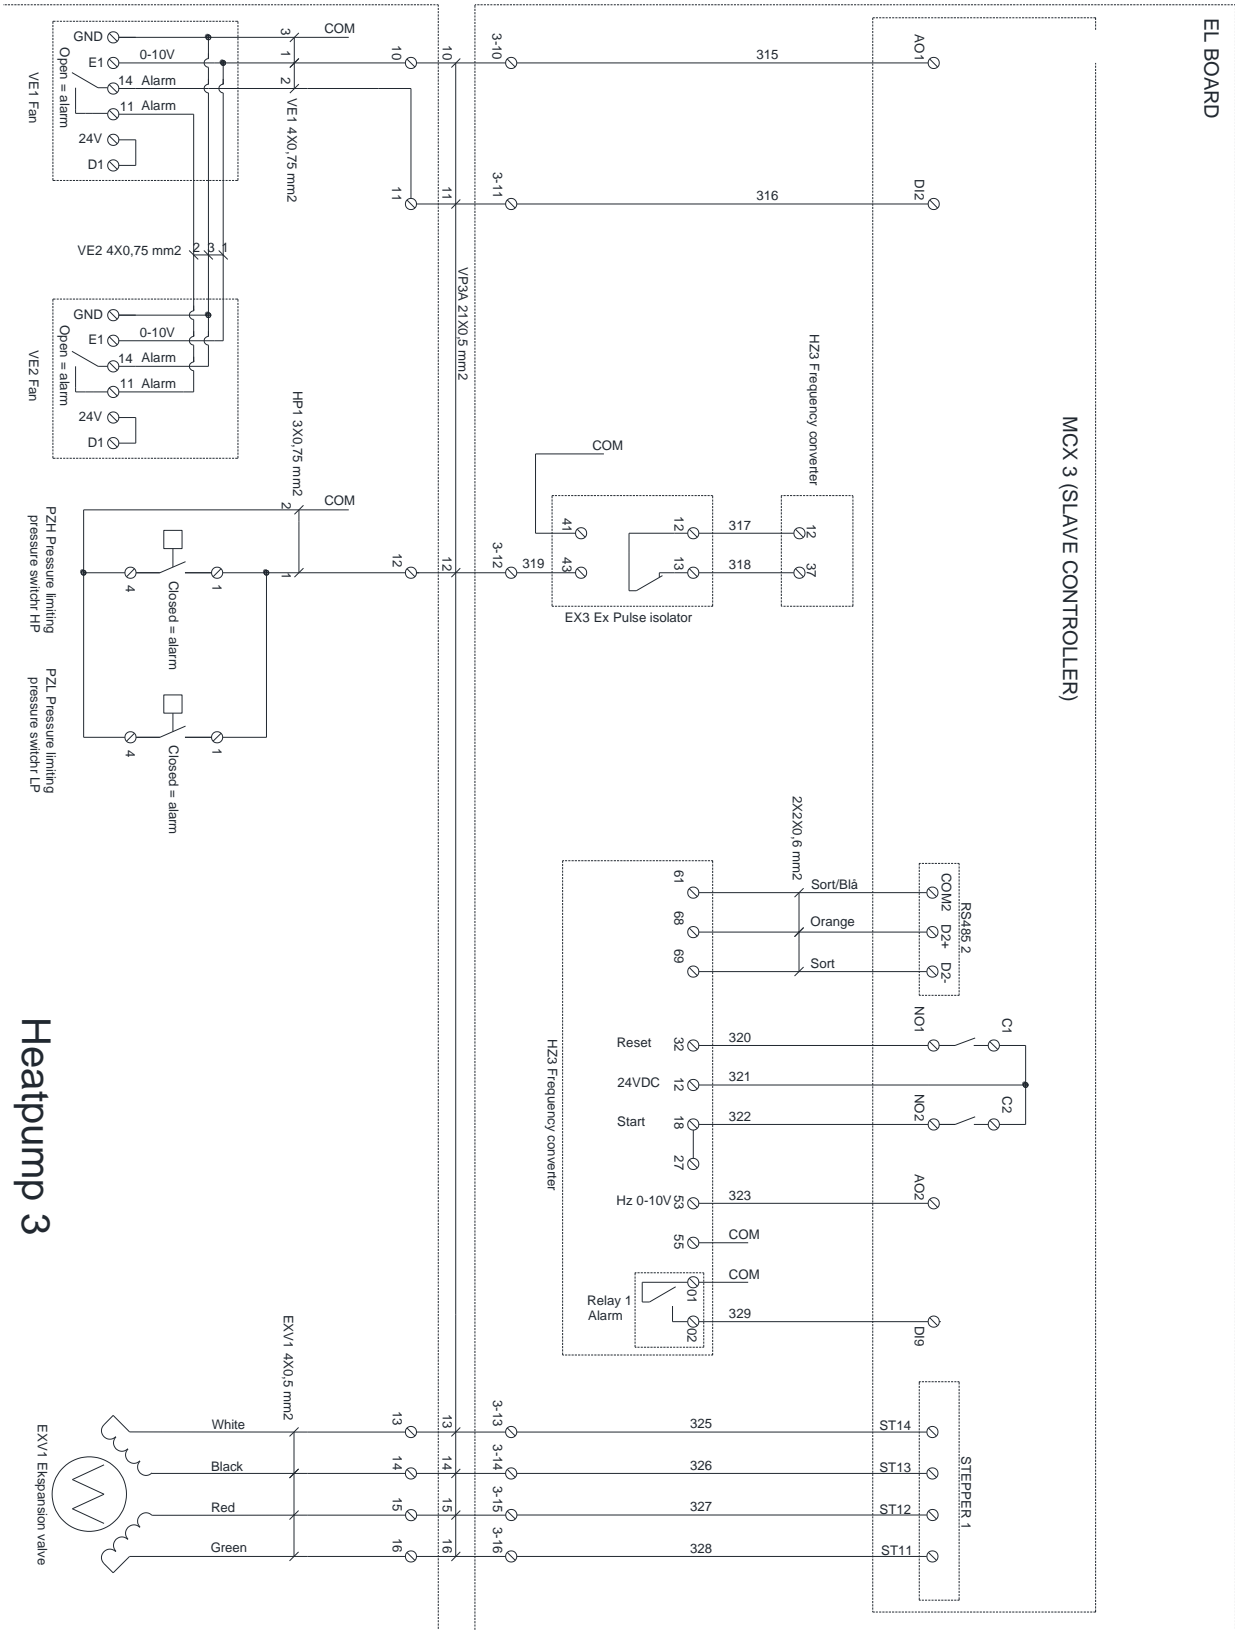 EL BOARD
MCX 3 (SLAVE CONTROLLER)
GND
E1
0-10V
14 Alarm
11 Alarm
24V
D1
Open = alarm
VE1 Fan
3
COM
1
2
VE1 4X0,75 mm2
10
10
3-10
315
AO1
11
11
3-11
316
DI2
VE2 4X0,75 mm2
2
3
1
VP3A 21X0,5 mm2
GND
E1
0-10V
14 Alarm
11 Alarm
24V
D1
Open = alarm
VE2 Fan
HP1 3X0,75 mm2
2
COM
1
12
12
3-12
319
COM
41
43
12
13
317
318
12
37
HZ3 Frequency converter
EX3 Ex Pulse isolator
PZH Pressure limiting
pressure switchr HP
4
1
Closed = alarm
PZL Pressure limiting
pressure switchr LP
4
1
Closed = alarm
2X2X0,6 mm2
61
Sort/Blå
COM2
68
Orange
D2+
69
Sort
D2-
RS485 2
HZ3 Frequency converter
Reset
32
320
NO1
C1
24VDC
12
321
Start
18
322
NO2
C2
27
Hz 0-10V
53
323
AO2
55
COM
COM
Relay 1
Alarm
01
02
329
DI9
Heatpump 3
EXV1 4X0,5 mm2
White
13
13
3-13
325
ST14
Black
14
14
3-14
326
ST13
Red
15
15
3-15
327
ST12
Green
16
16
3-16
328
ST11
STEPPER 1
M
EXV1 Ekspansion valve